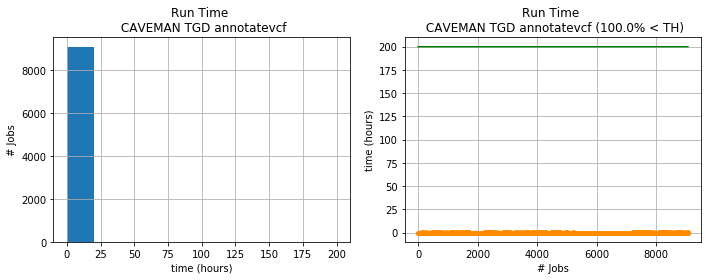 Run Time
CAVEMAN TGD annotatevcf
# Jobs
8000
6000
4000
2000
0
0 25 50 75 100 125 150 175 200
time (hours)
Run Time
CAVEMAN TGD annotatevcf (100.0% < TH)
time (hours)
200
175
150
125
100
75
50
25
0
0 2000 4000 6000 8000
# Jobs